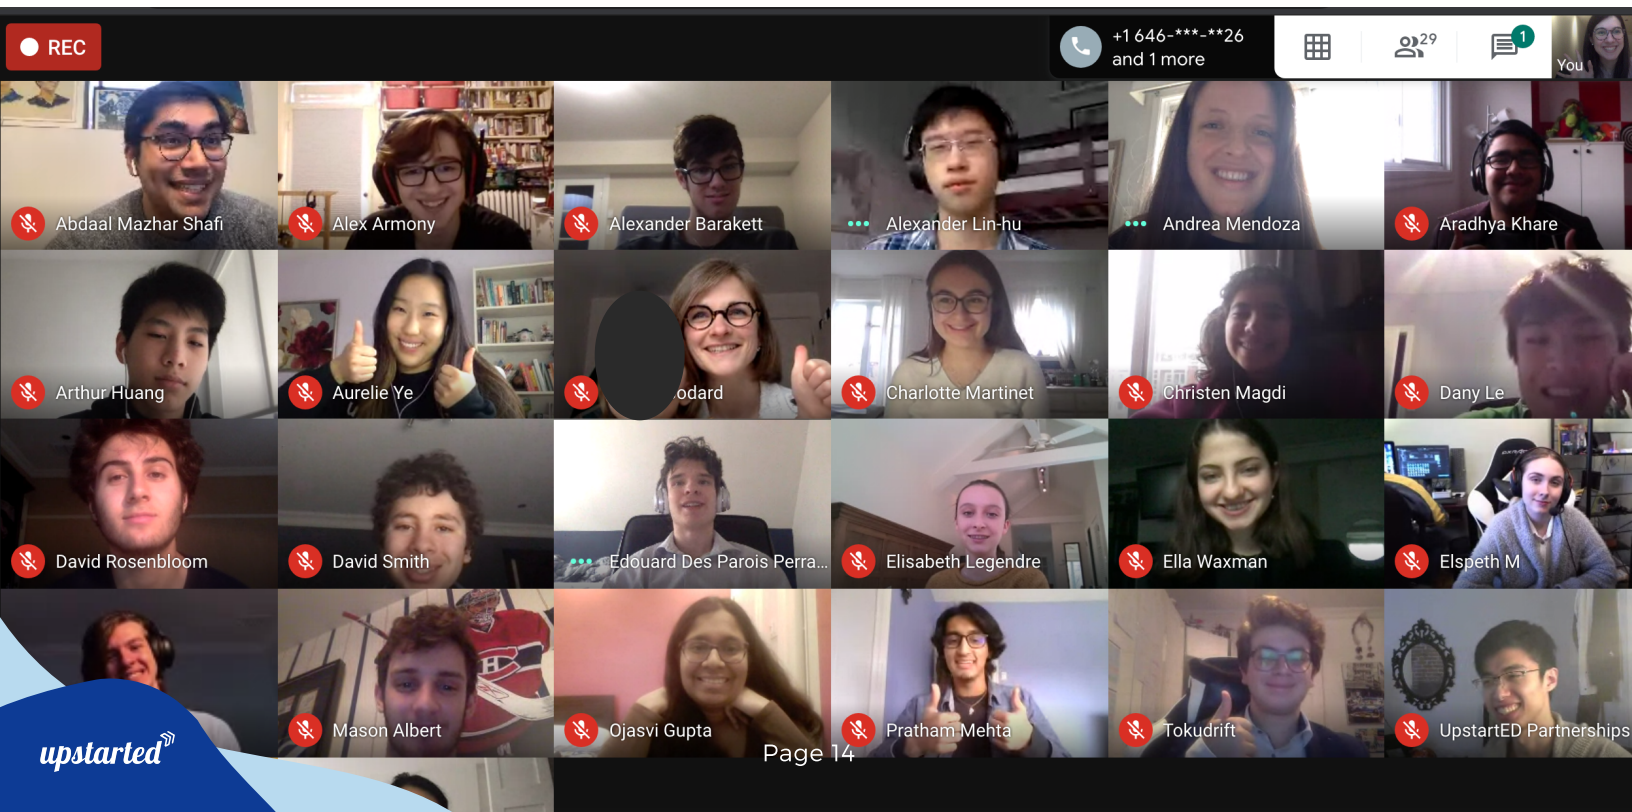 REC
+1 646-***-**26
and 1 more
29
1
You
Abdaal Mazhar Shafi
Alex Armony
Alexander Barakett
Alexander Lin-hu
Andrea Mendoza
Aradhya Khare
Arthur Huang
Aurelie Ye
odard
Charlotte Martinet
Christen Magdi
Dany Le
David Rosenbloom
David Smith
Edouard Des Parois Perra...
Elisabeth Legendre
Ella Waxman
Elspeth M
Mason Albert
Ojasvi Gupta
Pratham Mehta
Tokudrift
UpstartED Partnerships
upstarted
Page 14